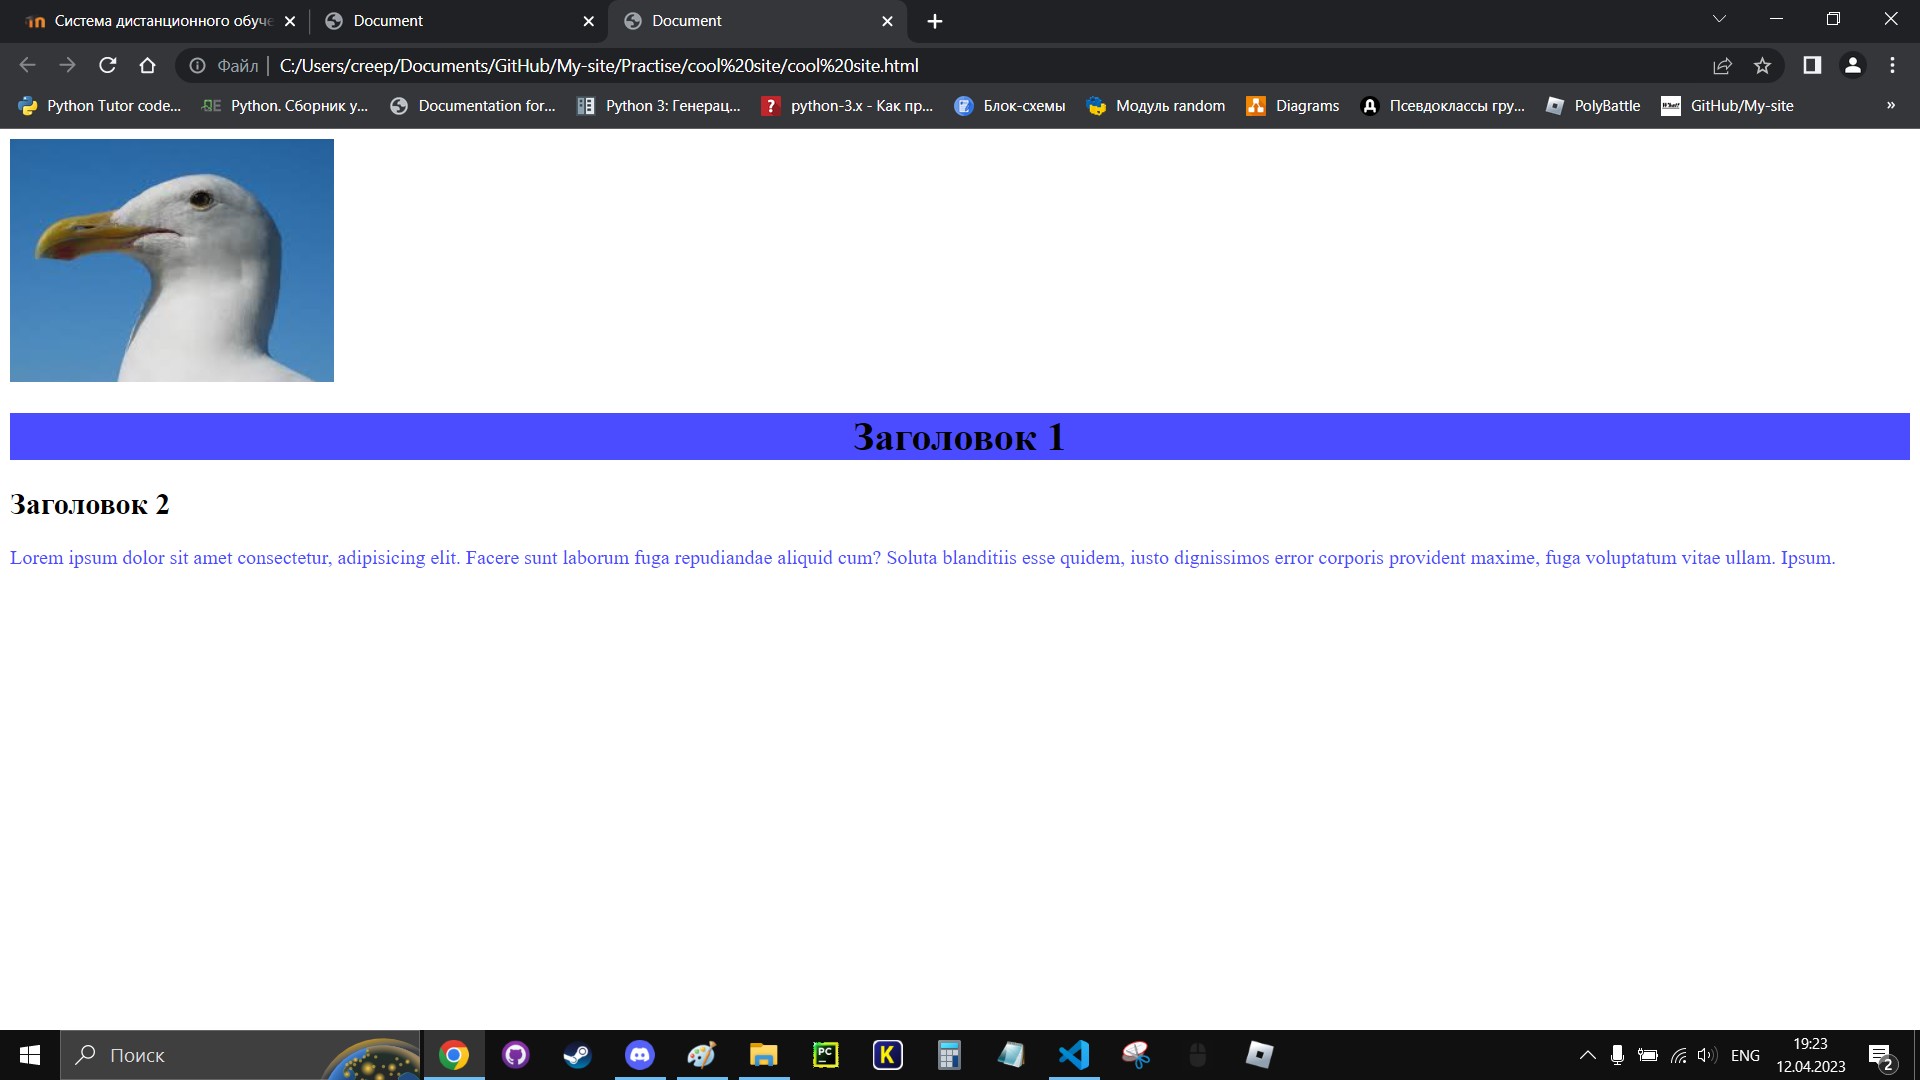 Система дистанционного обуче
Document
Document
Файл
C:/Users/creep/Documents/GitHub/My-site/Practise/cool%20site/cool%20site.html
Python Tutor code...
Python. Сборник у...
Documentation for...
Python 3: Генерац...
python-3.x - Как пр...
Блок-схемы
Модуль random
Diagrams
Псевдоклассы гру...
PolyBattle
GitHub/My-site
»
Заголовок 1
Заголовок 2
Lorem ipsum dolor sit amet consectetur, adipisicing elit. Facere sunt laborum fuga repudiandae aliquid cum? Soluta blanditiis esse quidem, iusto dignissimos error corporis provident maxime, fuga voluptatum vitae ullam. Ipsum.
Поиск
PC
K
ENG
19:23
12.04.2023
2